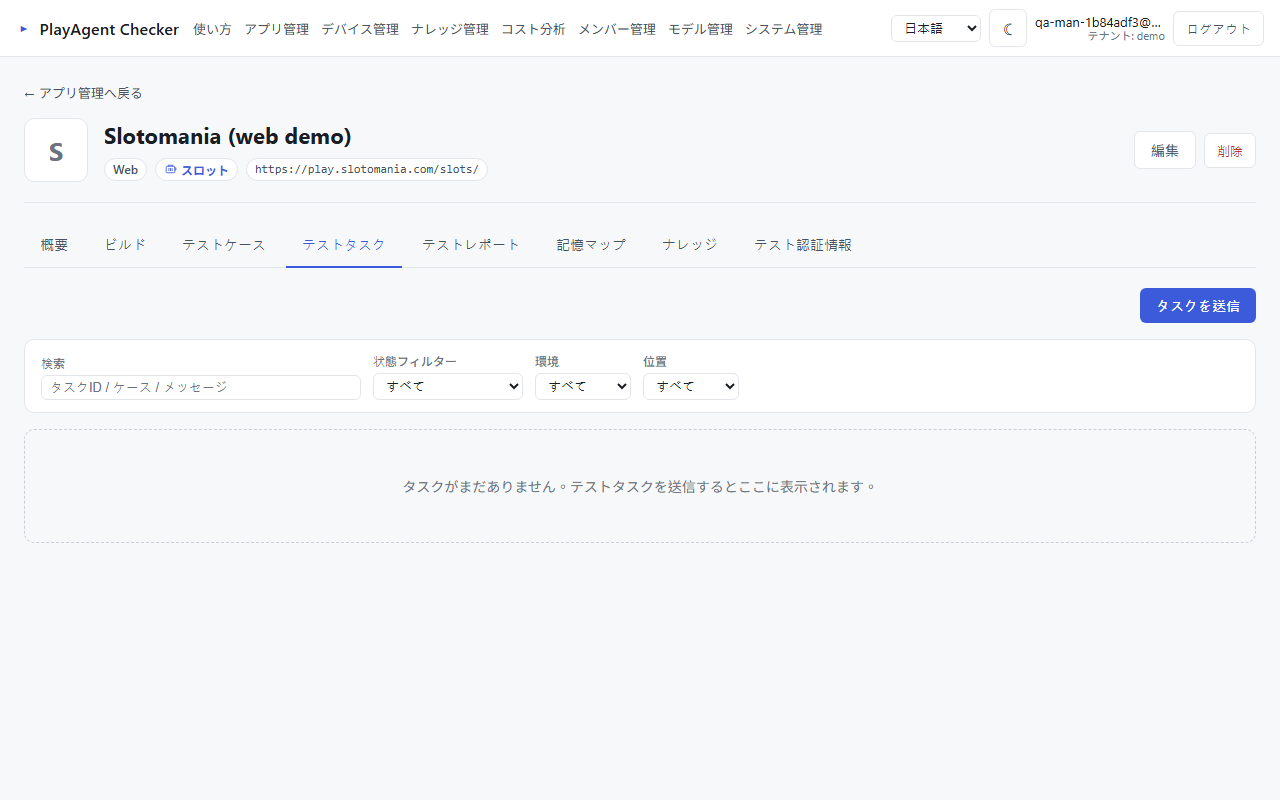 PlayAgent Checker 使い方 アプリ管理 デバイス管理 ナレッジ管理 コスト分析 メンバー管理 モデル管理 システム管理 日本語 qa-man-1b84adf3@... ログアウト
テナント: demo
← アプリ管理へ戻る
S
Slotomania (web demo)
Web スロット https://play.slotomania.com/slots/
編集 削除
概要 ビルド テストケース テストタスク テストレポート 記憶マップ ナレッジ テスト認証情報
タスクを送信
検索 状態フィルター 環境 位置
タスクID / ケース / メッセージ すべて すべて すべて
タスクがまだありません。テストタスクを送信するとここに表示されます。